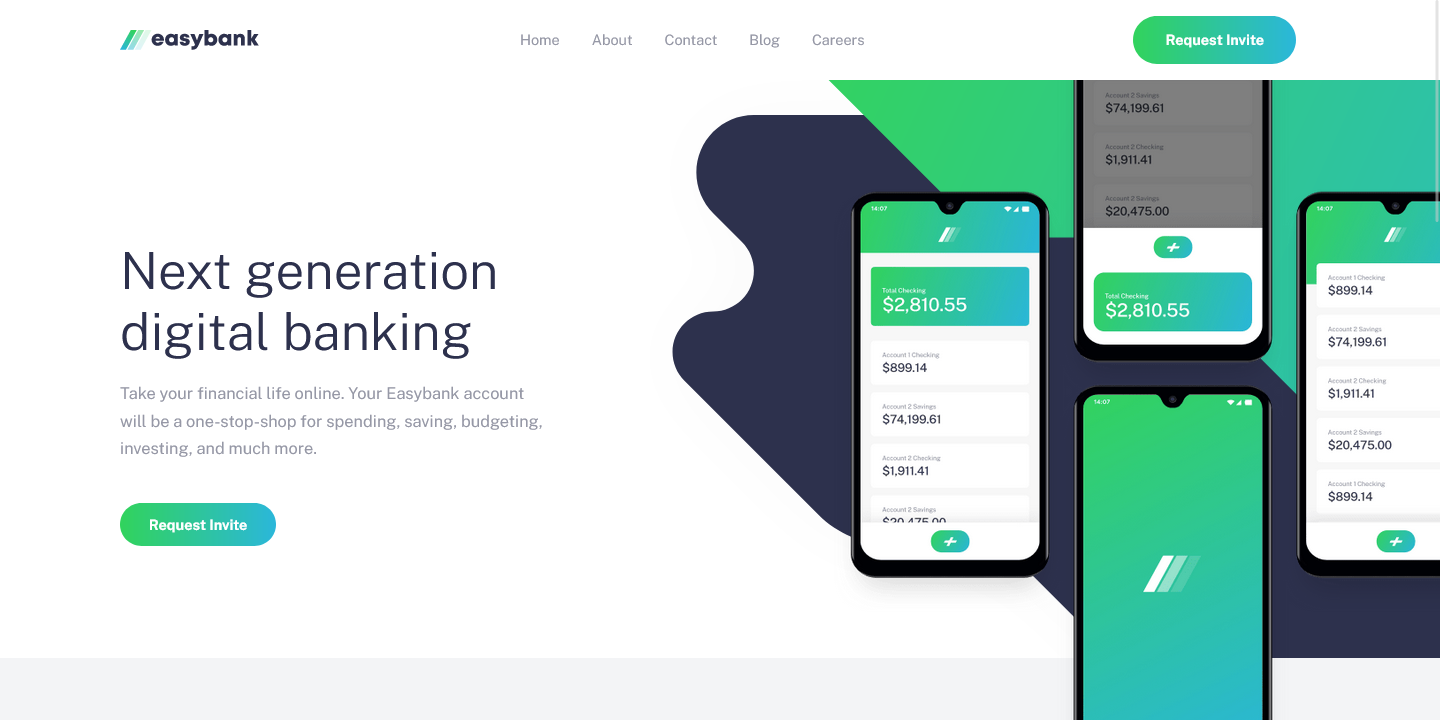 easybank
Home
About
Contact
Blog
Careers
Request Invite
Next generation
digital banking
Take your financial life online. Your Easybank account
will be a one-stop-shop for spending, saving, budgeting,
investing, and much more.
Request Invite
14:07
Total Checking
$2,810.55
Account 1 Checking
$899.14
Account 2 Savings
$74,199.61
Account 2 Checking
$1,911.41
Account 2 Savings
$20,475.00
Account 2 Savings
$74,199.61
Account 2 Checking
$1,911.41
Account 2 Savings
$20,475.00
Total Checking
$2,810.55
14:07
14:07
Account 1 Checking
$899.14
Account 2 Savings
$74,199.61
Account 2 Checking
$1,911.41
Account 2 Savings
$20,475.00
Account 1 Checking
$899.14